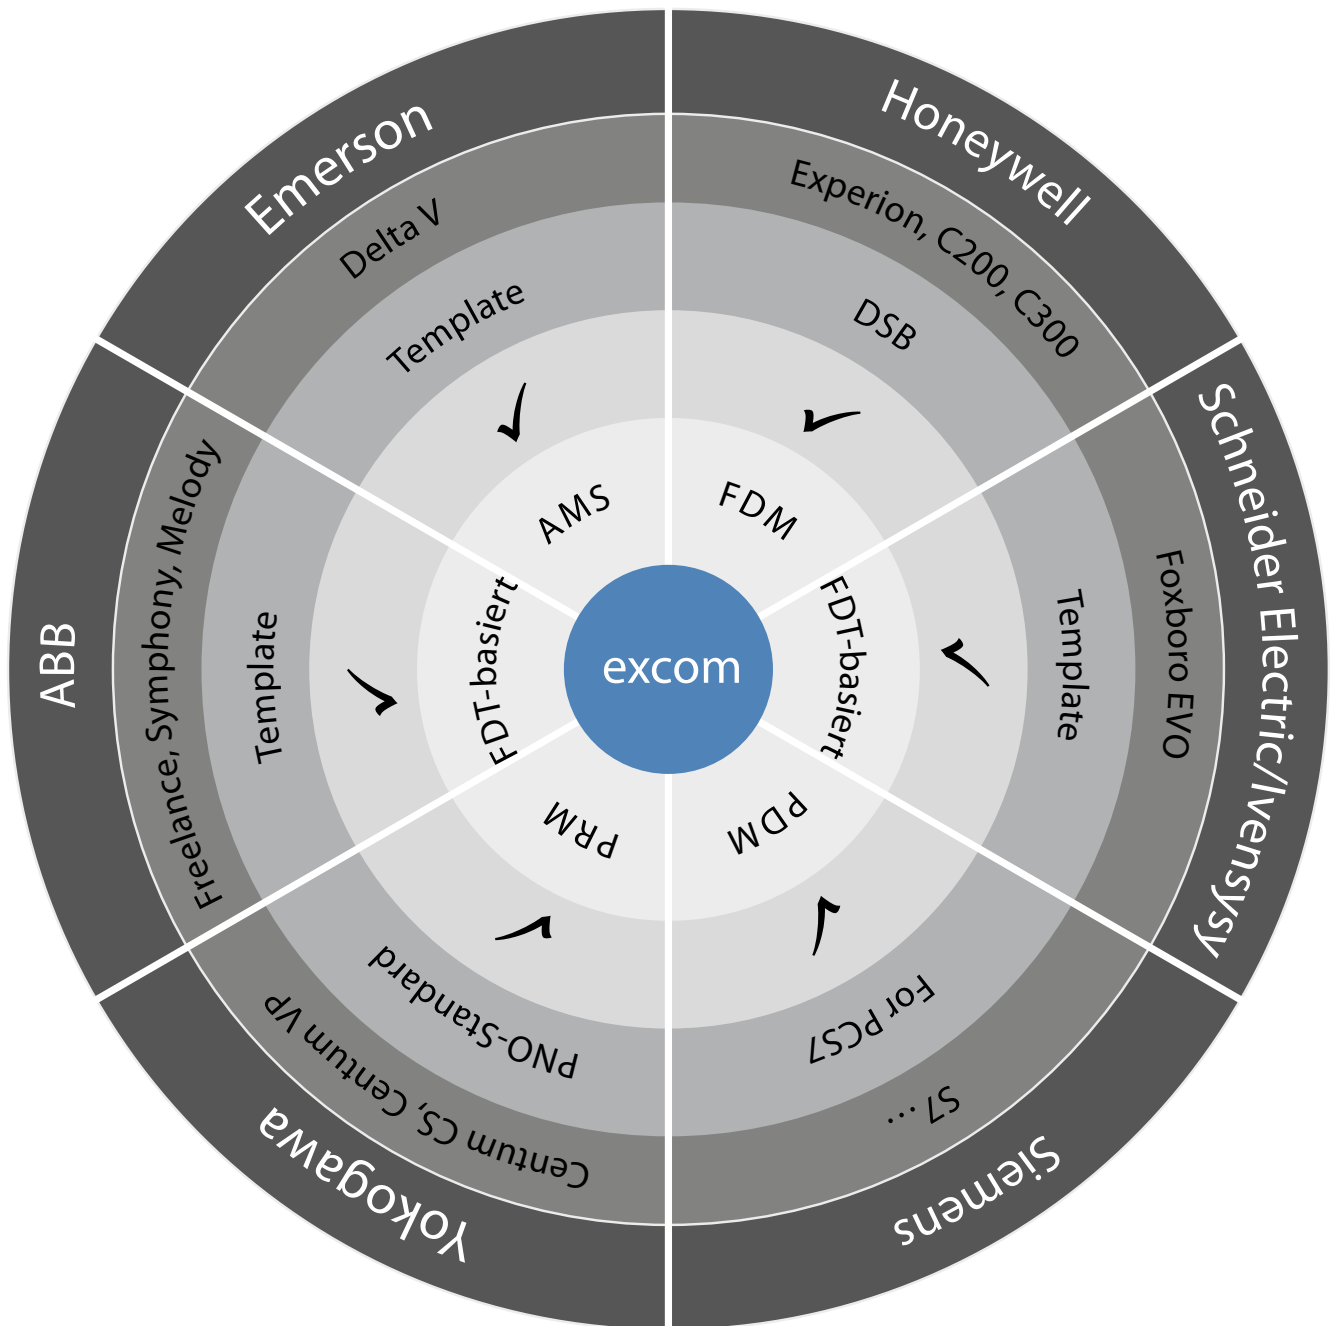 Emerson
Delta V
Template
AMS
Honeywell
Experion, C200, C300
DSB
FDM
Schneider Electric/Ivensysy
Foxboro EVO
Template
FDT-basiert
Siemens
S7 ...
For PCS7
PDM
Yokogawa
Centum CS, Centum VP
PNO-Standard
PRM
ABB
Freelance, Symphony, Melody
Template
FDT-basiert
excom